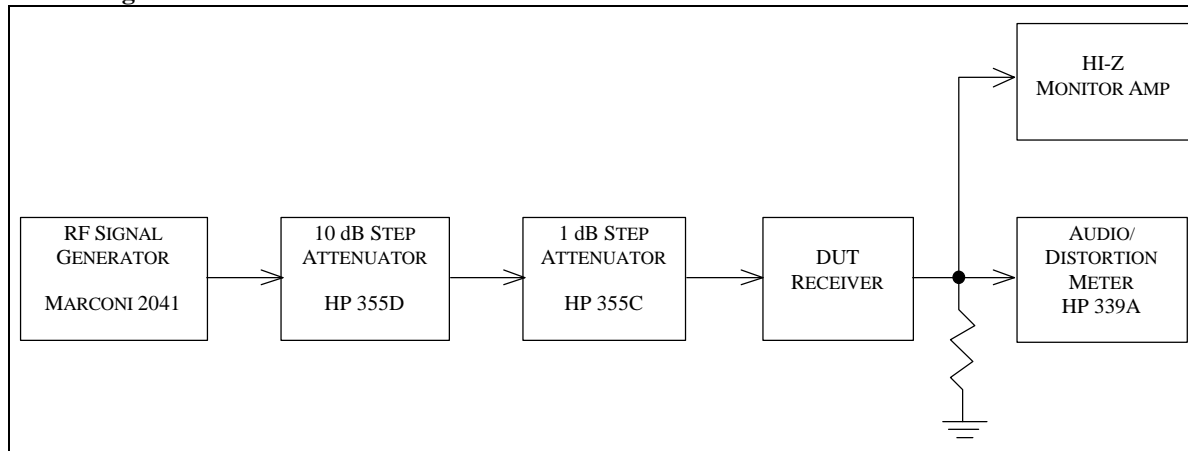 HI-Z
MONITOR AMP
RF SIGNAL
GENERATOR
MARCONI 2041
10 dB STEP
ATTENUATOR
HP 355D
1 dB STEP
ATTENUATOR
HP 355C
DUT
RECEIVER
AUDIO/
DISTORTION
METER
HP 339A